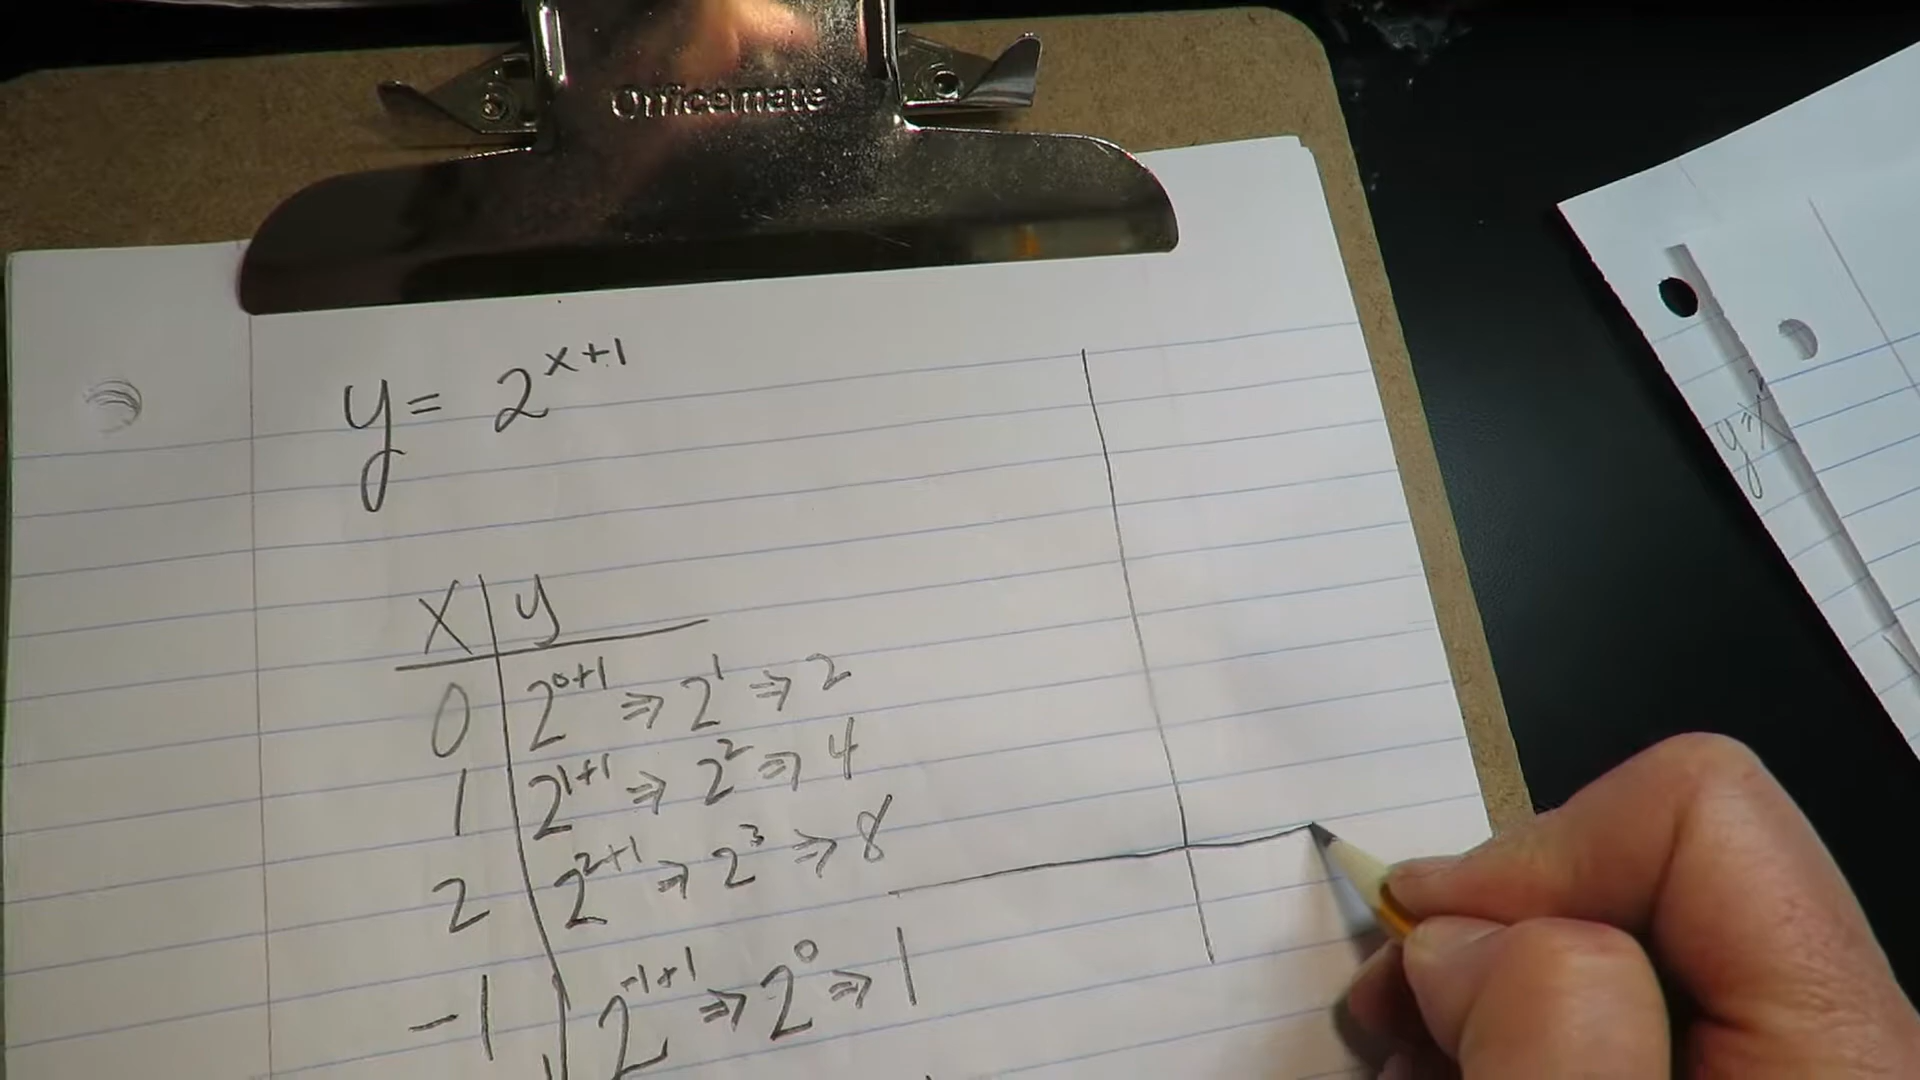 Officemate
y = 2^{x+1}
x | y
0 | 2^{0+1} ⇒ 2^1 ⇒ 2
1 | 2^{1+1} ⇒ 2^2 ⇒ 4
2 | 2^{2+1} ⇒ 2^3 ⇒ 8
-1 | 2^{-1+1} ⇒ 2^0 ⇒ 1